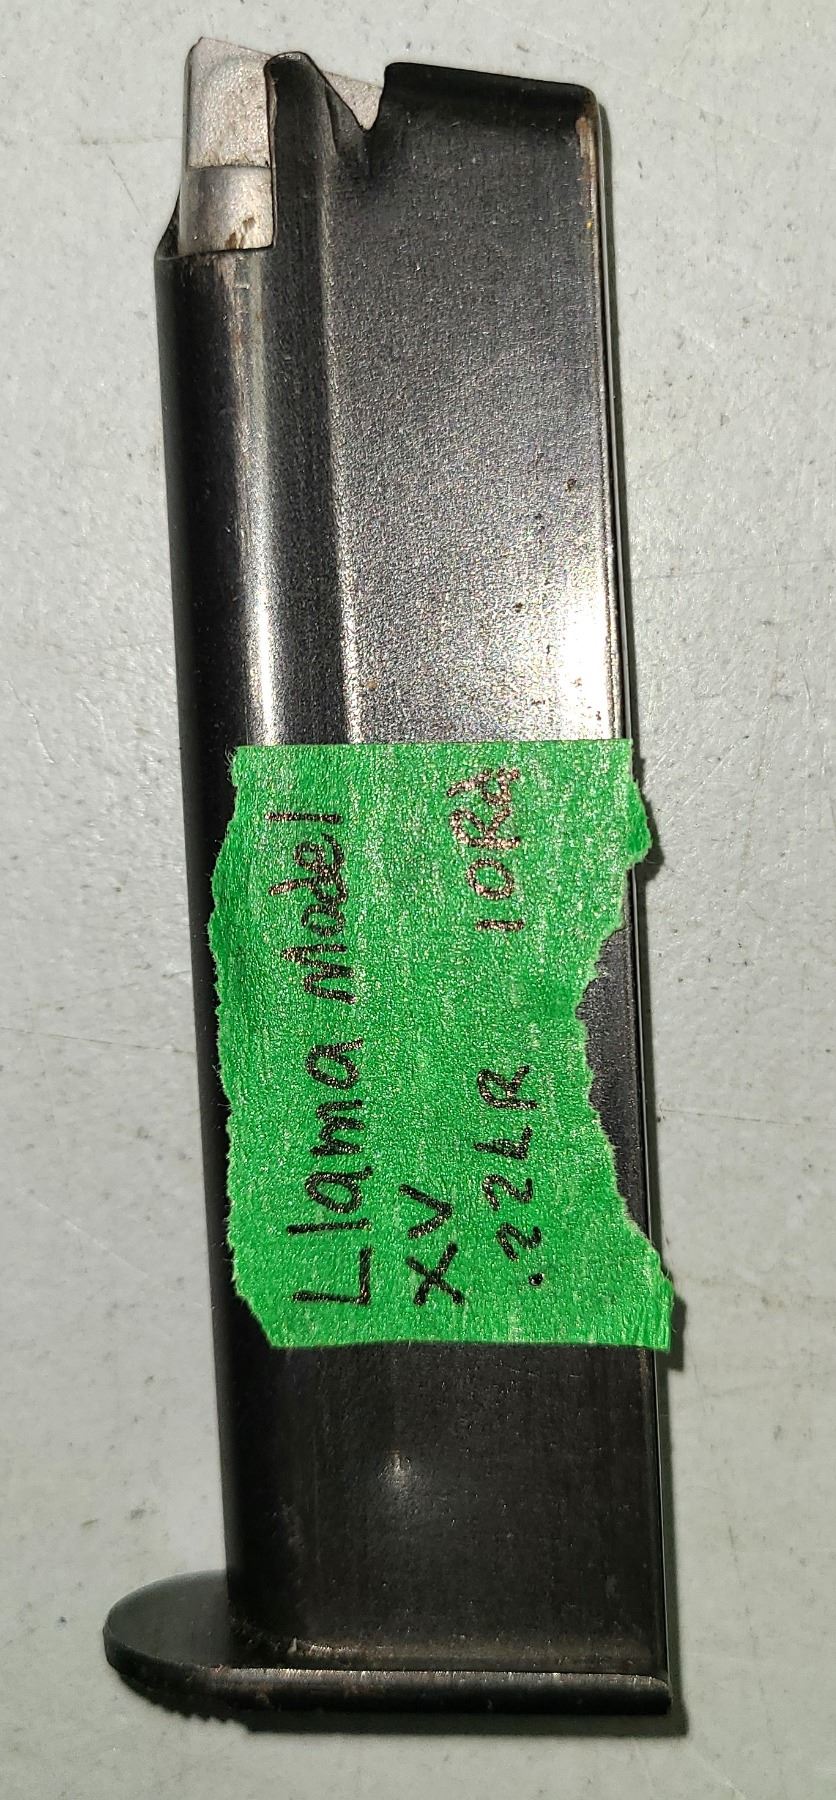 Llama Model
XV
.22LR 10Rd